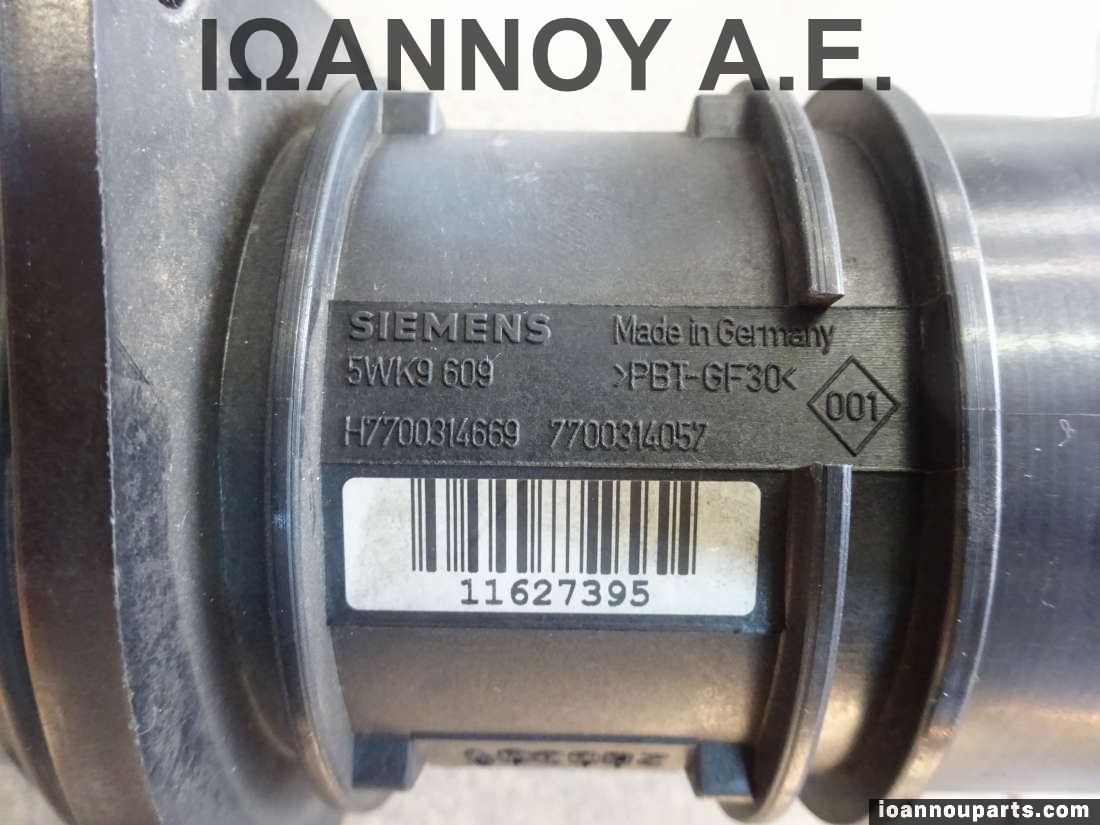 ΙΩΑΝΝΟΥ Α.Ε.
SIEMENS Made in Germany
5WK9 609 >PBT-GF30<
001
H7700314669 7700314057
11627395
ioannouparts.com